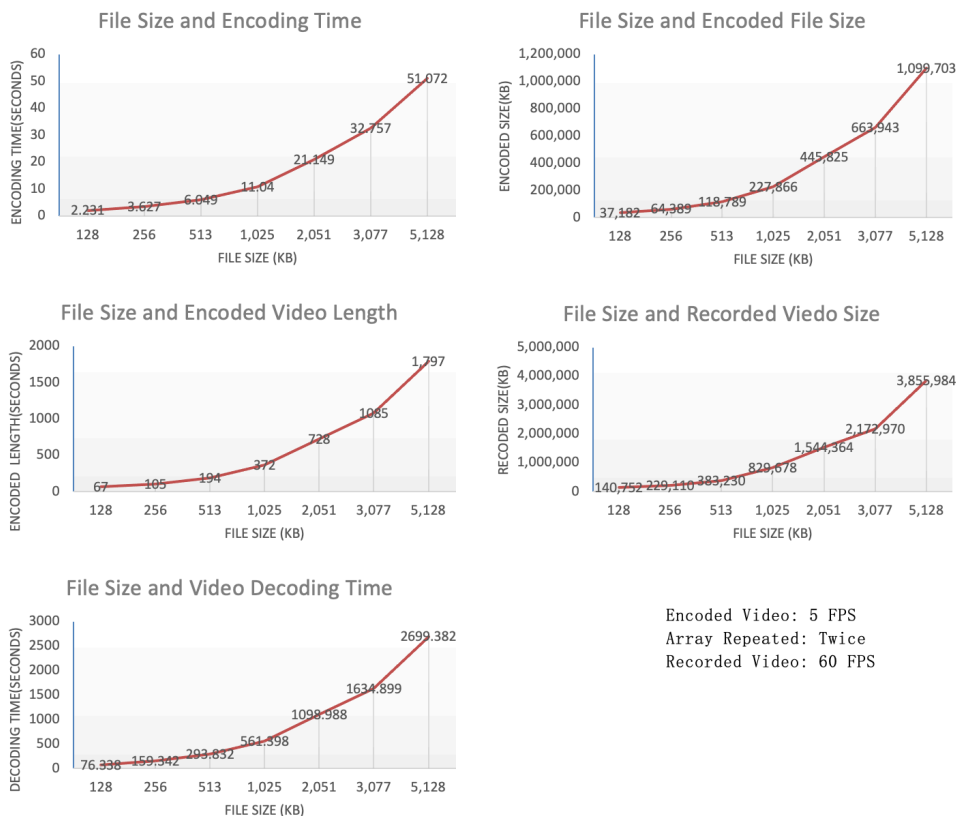 File Size and Encoding Time
ENCODING TIME(SECONDS)
60
50
40
30
20
10
0
2.231
3.627
6.049
11.04
21.149
32.757
51.072
128 256 513 1,025 2,051 3,077 5,128
FILE SIZE (KB)
File Size and Encoded File Size
ENCODED SIZE(KB)
1,200,000
1,000,000
800,000
600,000
400,000
200,000
0
37,182
64,389
118,789
227,866
445,825
663,943
1,099,703
128 256 513 1,025 2,051 3,077 5,128
FILE SIZE (KB)
File Size and Encoded Video Length
ENCODED LENGTH(SECONDS)
2000
1500
1000
500
0
67
105
194
372
728
1085
1,797
128 256 513 1,025 2,051 3,077 5,128
FILE SIZE (KB)
File Size and Recorded Viedo Size
RECODED SIZE(KB)
5,000,000
4,000,000
3,000,000
2,000,000
1,000,000
0
140,752
229,110
383,230
829,678
1,544,364
2,172,970
3,855,984
128 256 513 1,025 2,051 3,077 5,128
FILE SIZE (KB)
File Size and Video Decoding Time
DECODING TIME(SECONDS)
3000
2500
2000
1500
1000
500
0
76.338
159.342
293.832
561.398
1098.988
1634.899
2699.382
128 256 513 1,025 2,051 3,077 5,128
FILE SIZE (KB)
Encoded Video: 5 FPS
Array Repeated: Twice
Recorded Video: 60 FPS